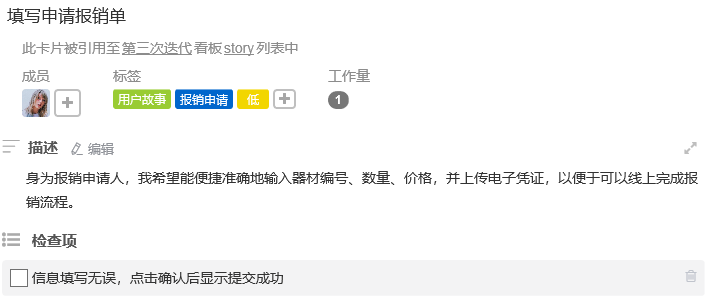 填写申请报销单
此卡片被引用至 第三次迭代 看板 story 列表中
成员 标签 工作量
用户故事 报销申请 低 1
描述 编辑
身为报销申请人，我希望能便捷准确地输入器材编号、数量、价格，并上传电子凭证，以便于可以线上完成报
销流程。
检查项
信息填写无误，点击确认后显示提交成功